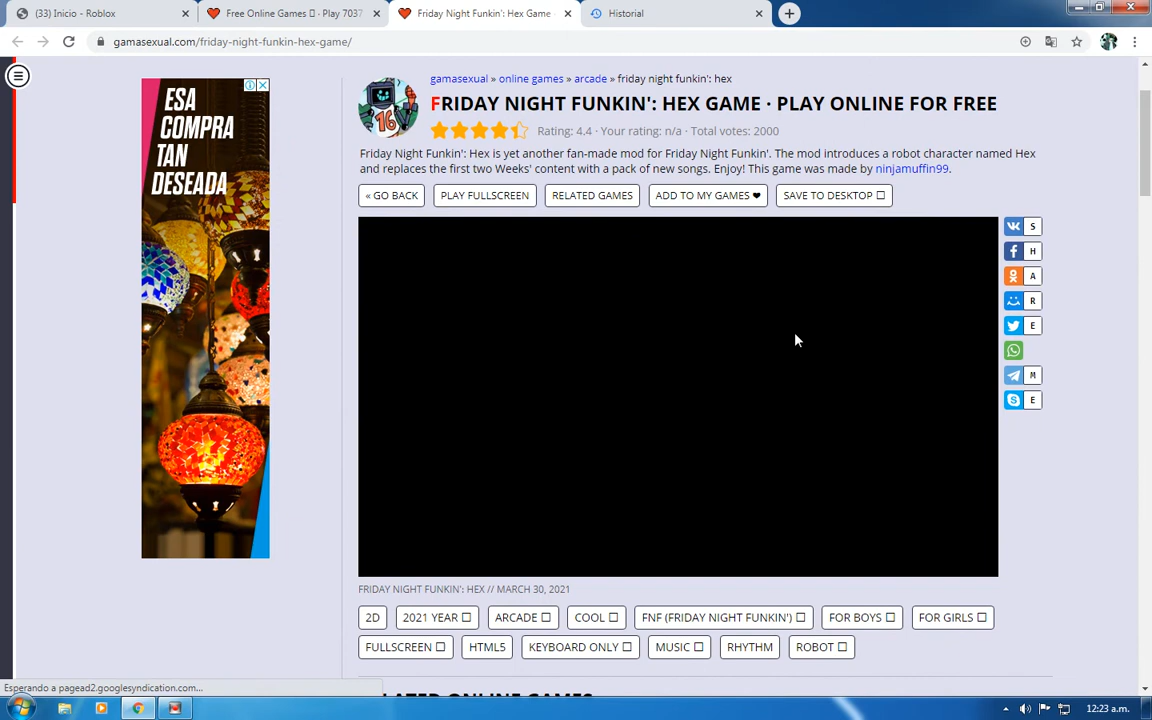 (33) Inicio - Roblox
Free Online Games · Play 7037
Friday Night Funkin': Hex Game
Historial
gamasexual.com/friday-night-funkin-hex-game/
gamasexual » online games » arcade » friday night funkin': hex
FRIDAY NIGHT FUNKIN': HEX GAME · PLAY ONLINE FOR FREE
Rating: 4.4 · Your rating: n/a · Total votes: 2000
Friday Night Funkin': Hex is yet another fan-made mod for Friday Night Funkin'. The mod introduces a robot character named Hex
and replaces the first two Weeks' content with a pack of new songs. Enjoy! This game was made by ninjamuffin99.
« GO BACK
PLAY FULLSCREEN
RELATED GAMES
ADD TO MY GAMES ❤
SAVE TO DESKTOP
ESA
COMPRA
TAN
DESEADA
16
S
H
A
R
E
M
E
FRIDAY NIGHT FUNKIN': HEX // MARCH 30, 2021
2D
2021 YEAR
ARCADE
COOL
FNF (FRIDAY NIGHT FUNKIN')
FOR BOYS
FOR GIRLS
FULLSCREEN
HTML5
KEYBOARD ONLY
MUSIC
RHYTHM
ROBOT
Esperando a pagead2.googlesyndication.com...
LATED ONLINE GAMES
12:23 a.m.